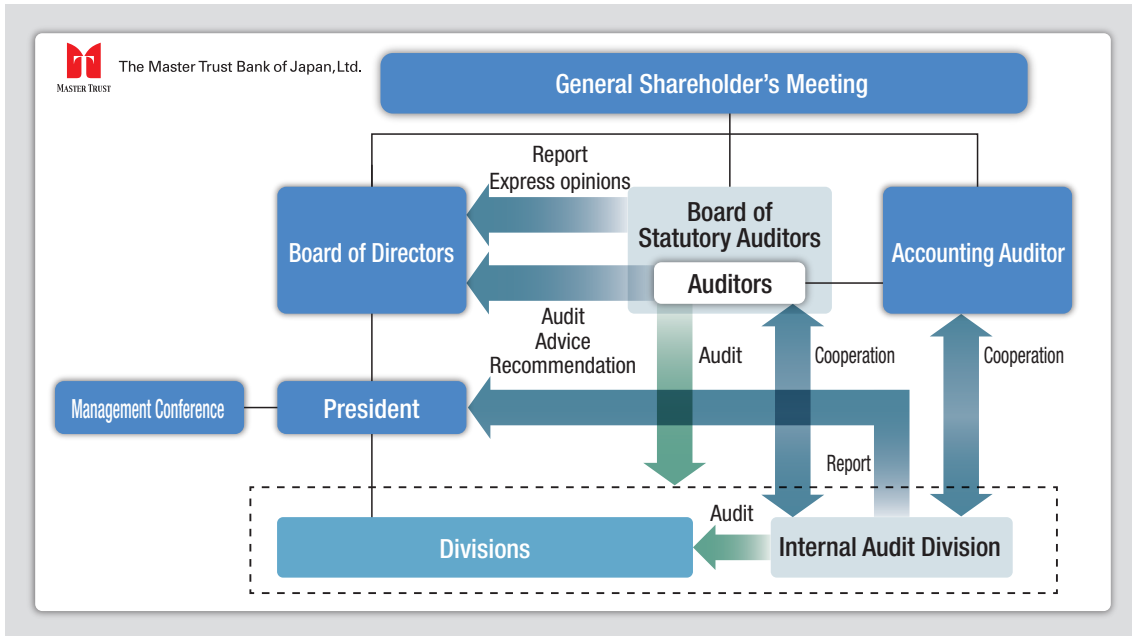 MASTER TRUST
The Master Trust Bank of Japan,Ltd.
General Shareholder's Meeting
Report
Express opinions
Board of Directors
Board of
Statutory Auditors
Auditors
Accounting Auditor
Audit
Advice
Recommendation
Audit
Cooperation
Cooperation
Management Conference
President
Report
Divisions
Audit
Internal Audit Division